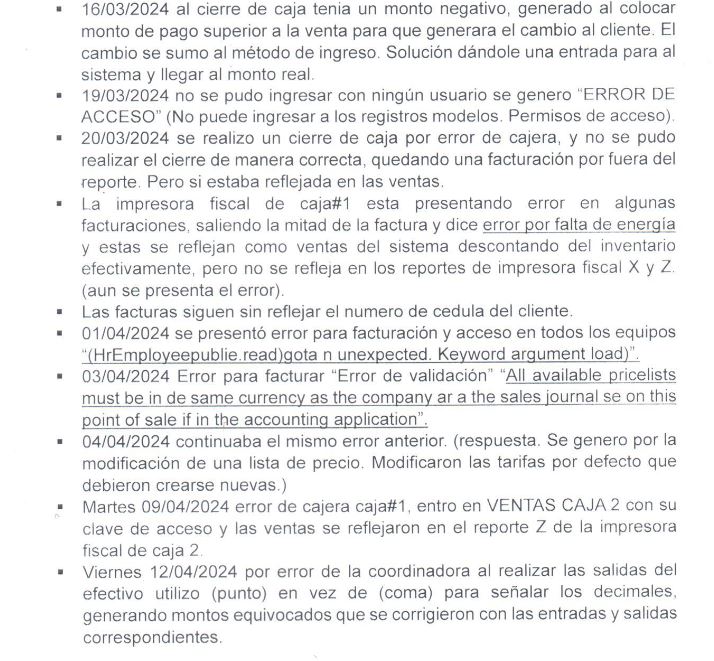 ▪ 16/03/2024 al cierre de caja tenia un monto negativo, generado al colocar
monto de pago superior a la venta para que generara el cambio al cliente. El
cambio se sumo al método de ingreso. Solución dándole una entrada para al
sistema y llegar al monto real.
▪ 19/03/2024 no se pudo ingresar con ningún usuario se genero “ERROR DE
ACCESO” (No puede ingresar a los registros modelos. Permisos de acceso).
▪ 20/03/2024 se realizo un cierre de caja por error de cajera, y no se pudo
realizar el cierre de manera correcta, quedando una facturación por fuera del
reporte. Pero si estaba reflejada en las ventas.
▪ La impresora fiscal de caja#1 esta presentando error en algunas
facturaciones, saliendo la mitad de la factura y dice error por falta de energía
y estas se reflejan como ventas del sistema descontando del inventario
efectivamente, pero no se refleja en los reportes de impresora fiscal X y Z.
(aun se presenta el error).
▪ Las facturas siguen sin reflejar el numero de cedula del cliente.
▪ 01/04/2024 se presentó error para facturación y acceso en todos los equipos
“(HrEmployeepublie.read)gota n unexpected. Keyword argument load)”.
▪ 03/04/2024 Error para facturar “Error de validación” “All available pricelists
must be in de same currency as the company ar a the sales journal se on this
point of sale if in the accounting application”.
▪ 04/04/2024 continuaba el mismo error anterior. (respuesta. Se genero por la
modificación de una lista de precio. Modificaron las tarifas por defecto que
debieron crearse nuevas.)
▪ Martes 09/04/2024 error de cajera caja#1, entro en VENTAS CAJA 2 con su
clave de acceso y las ventas se reflejaron en el reporte Z de la impresora
fiscal de caja 2.
▪ Viernes 12/04/2024 por error de la coordinadora al realizar las salidas del
efectivo utilizo (punto) en vez de (coma) para señalar los decimales,
generando montos equivocados que se corrigieron con las entradas y salidas
correspondientes.